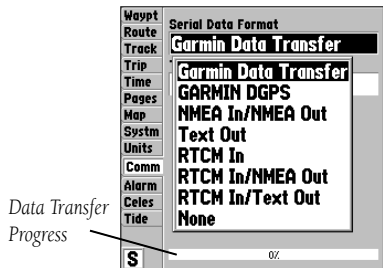 Waypt
Route
Track
Trip
Time
Pages
Map
Systm
Units
Comm
Alarm
Celes
Tide
S
Serial Data Format
Garmin Data Transfer
Garmin Data Transfer
GARMIN DGPS
NMEA In/NMEA Out
Text Out
RTCM In
RTCM In/NMEA Out
RTCM In/Text Out
None
0%
Data Transfer
Progress